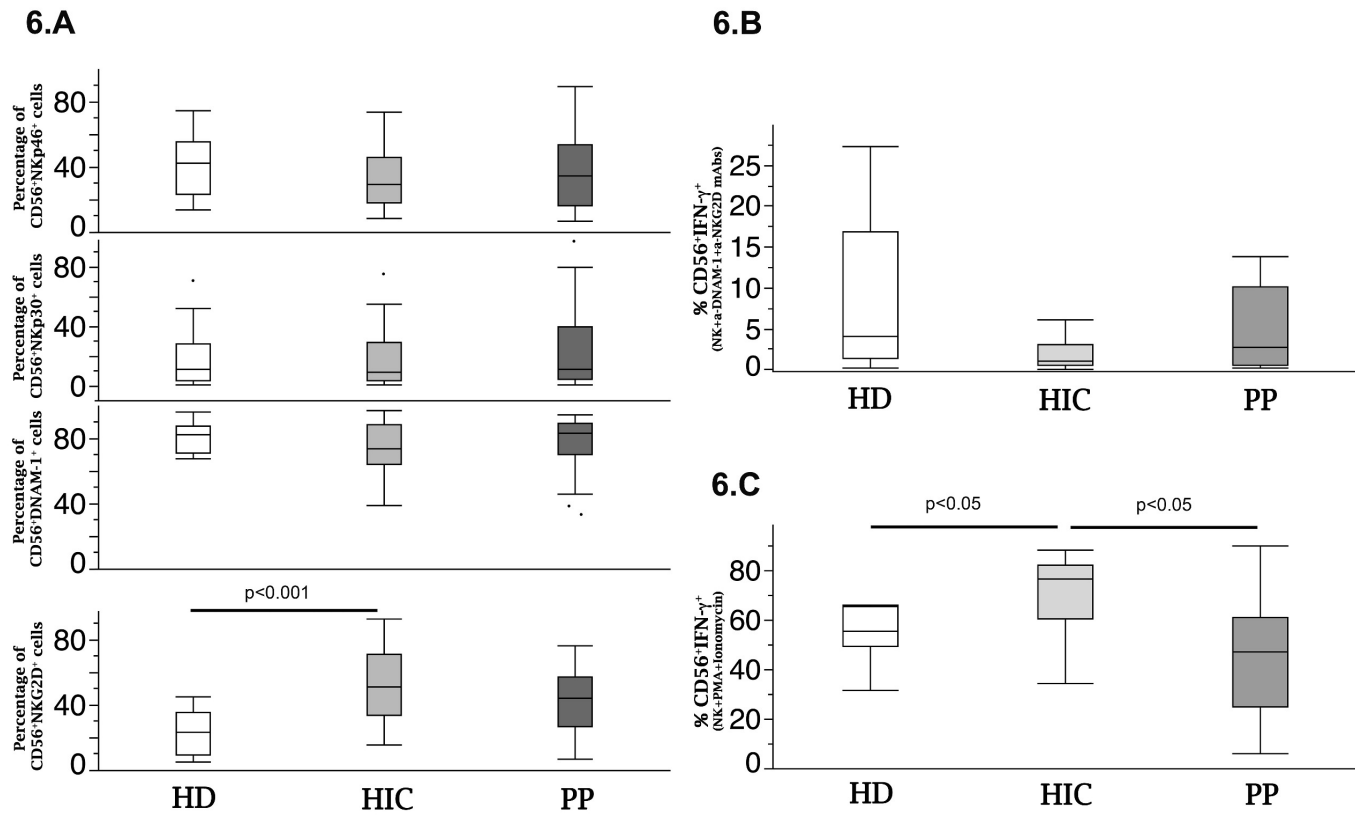 6.A
Percentage of
CD56⁺NKp46⁺ cells
80
40
0
Percentage of
CD56⁺NKp30⁺ cells
80
40
0
Percentage of
CD56⁺DNAM-1⁺ cells
80
40
0
p<0.001
Percentage of
CD56⁺NKG2D⁺ cells
80
40
0
HD HIC PP
6.B
% CD56⁺IFN-γ⁺
(NK+a-DNAM-1+a-NKG2D mAbs)
25
20
15
10
5
0
HD HIC PP
6.C
p<0.05 p<0.05
% CD56⁺IFN-γ⁺
(NK+PMA+Ionomycin)
80
60
40
20
0
HD HIC PP